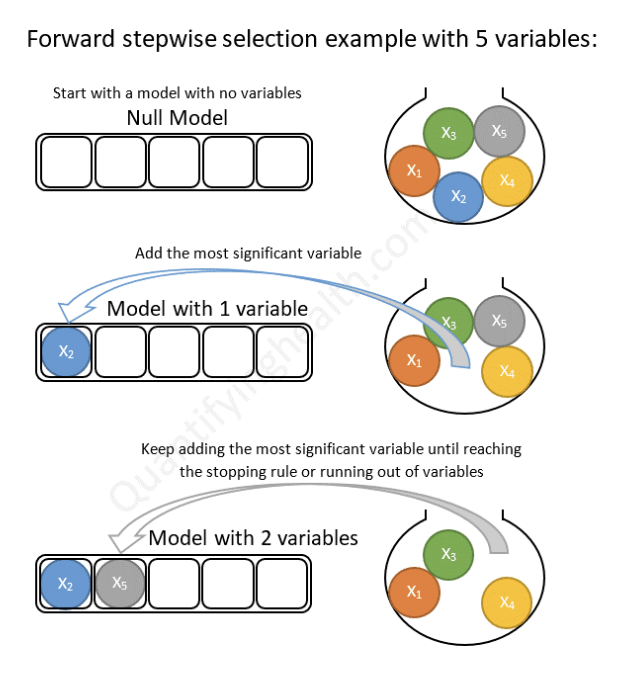 Forward stepwise selection example with 5 variables:
Start with a model with no variables
Null Model
X₃
X₅
X₁
X₄
X₂
Add the most significant variable
Model with 1 variable
X₂
X₃
X₅
X₁
X₄
Keep adding the most significant variable until reaching
the stopping rule or running out of variables
Model with 2 variables
X₂
X₅
X₃
X₁
X₄
Quantifyinghealth.com